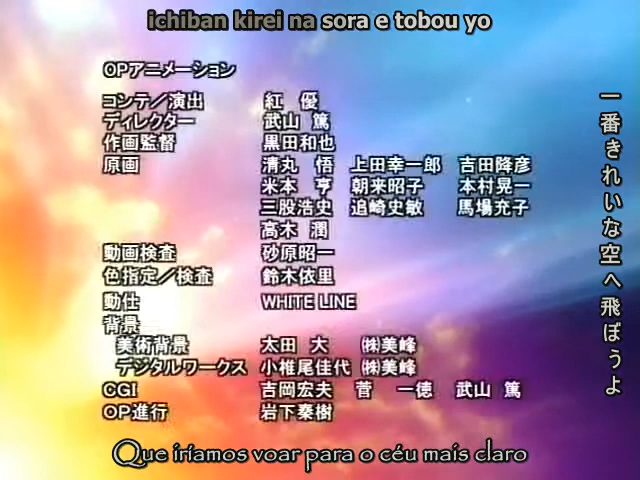 ichiban kirei na sora e tobou yo
OPアニメーション
コンテ／演出 紅 優
ディレクター 武山 篤
作画監督 黒田和也
原画 清丸 悟 上田幸一郎 吉田隆彦
米本 亨 朝来昭子 本村晃一
三股浩史 追崎史敏 馬場充子
高木 潤
動画検査 砂原昭一
色指定／検査 鈴木依里
動仕 WHITE LINE
背景
美術背景 太田 大 ㈱美峰
デジタルワークス 小椎尾佳代 ㈱美峰
CGI 吉岡宏夫 菅 一徳 武山 篤
OP進行 岩下秦樹
一番きれいな空へ飛ぼうよ
Que iríamos voar para o céu mais claro